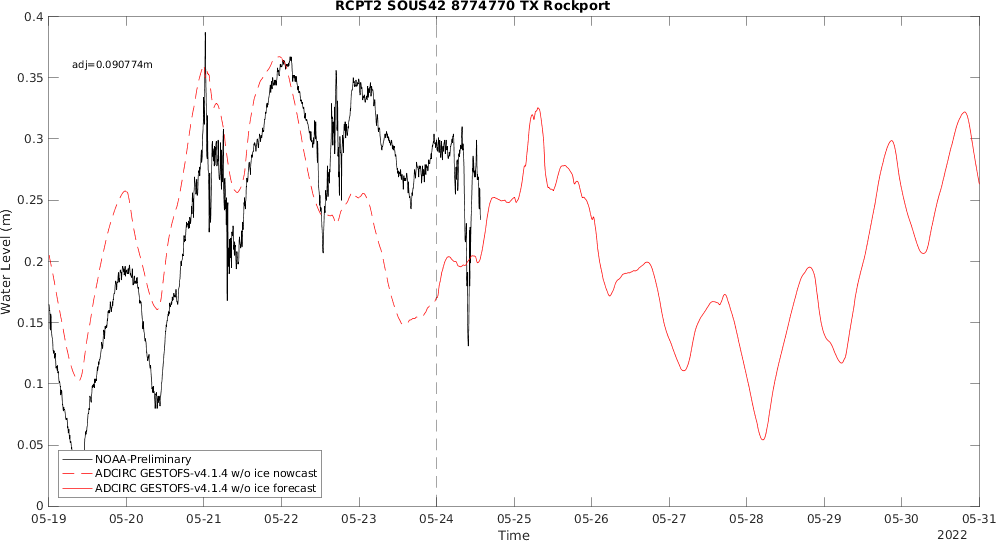 RCPT2 SOUS42 8774770 TX Rockport
adj=0.090774m
Water Level (m)
0.4
0.35
0.3
0.25
0.2
0.15
0.1
0.05
0
NOAA-Preliminary
ADCIRC GESTOFS-v4.1.4 w/o ice nowcast
ADCIRC GESTOFS-v4.1.4 w/o ice forecast
05-19 05-20 05-21 05-22 05-23 05-24 05-25 05-26 05-27 05-28 05-29 05-30 05-31
Time
2022